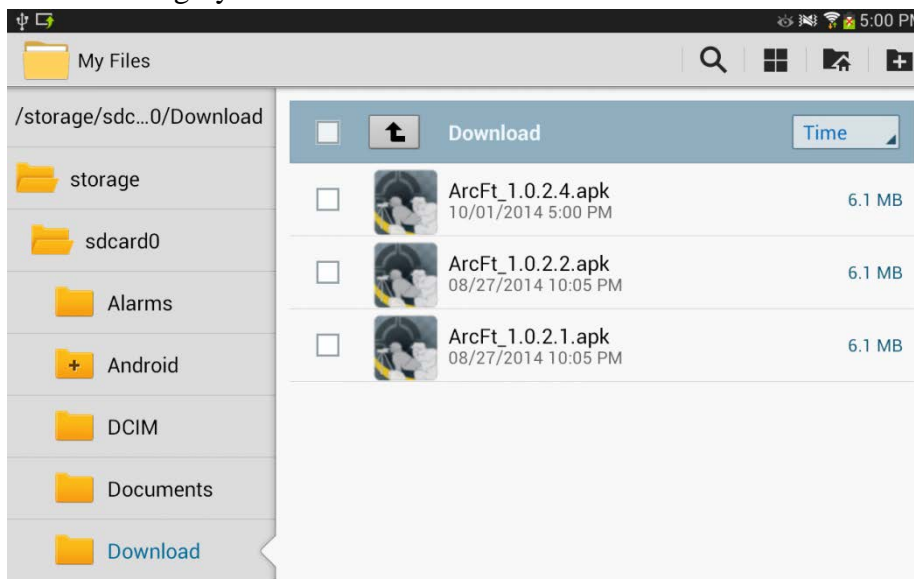 5:00 PM
My Files
/storage/sdc...0/Download
storage
sdcard0
Alarms
Android
DCIM
Documents
Download
Download
Time
ArcFt_1.0.2.4.apk
10/01/2014 5:00 PM
6.1 MB
ArcFt_1.0.2.2.apk
08/27/2014 10:05 PM
6.1 MB
ArcFt_1.0.2.1.apk
08/27/2014 10:05 PM
6.1 MB